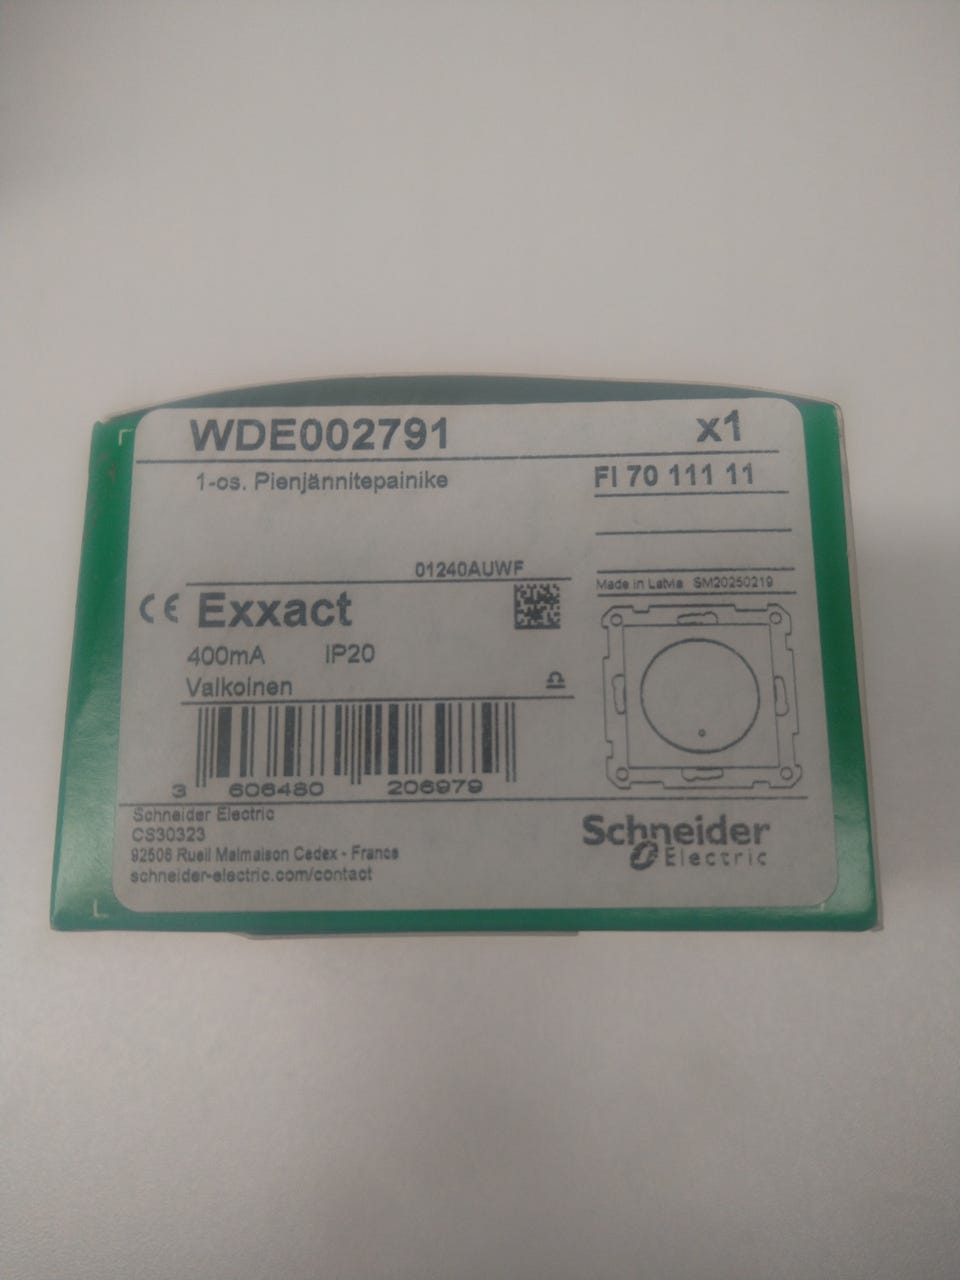 WDE002791
x1
1-os. Pienjännitepainike
FI 70 111 11
01240AUWF
Made in Latvia SM20250219
CE Exxact
400mA IP20
Valkoinen
3 606480 206979
Schneider Electric
CS30323
92506 Rueil Malmaison Cedex - France
schneider-electric.com/contact
Schneider
Electric